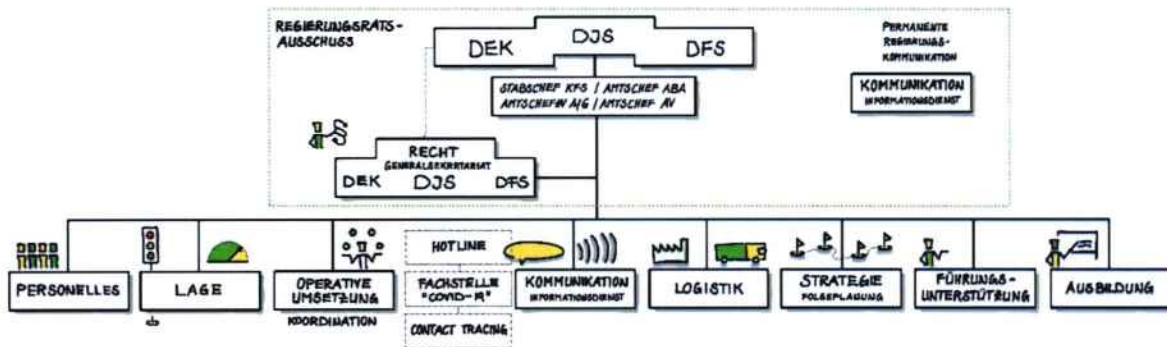 REGIERUNGSRATS-
AUSSCHUSS
DEK DJS DFS
PERMANENTE
REGIERUNGS-
KOMMUNIKATION
KOMMUNIKATION
INFORMATIONSDIENST
STABSCHEF KFS / AMTSCHEF ABA
AMTSCHEFIN AfG / AMTSCHEF AV
RECHT
GENERALSEKRETARIAT
DEK DJS DFS
PERSONELLES
LAGE
OPERATIVE
UMSETZUNG
KOORDINATION
HOTLINE
FACHSTELLE
"COVID-19"
CONTACT TRACING
KOMMUNIKATION
INFORMATIONSDIENST
LOGISTIK
STRATEGIE
FÜHRUNGS-
UNTERSTÜTZUNG
AUSBILDUNG